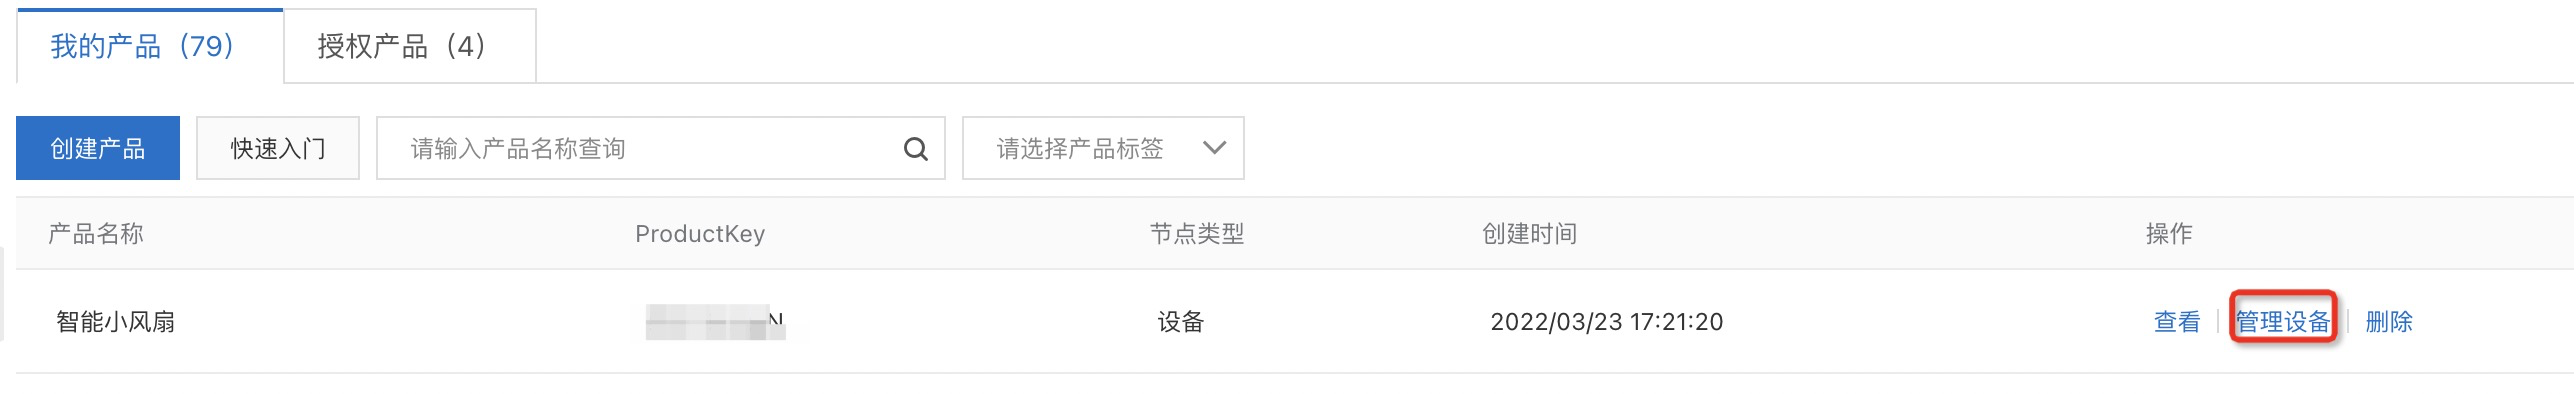 我的产品（79） 授权产品（4）
创建产品 快速入门 请输入产品名称查询 请选择产品标签
产品名称 ProductKey 节点类型 创建时间 操作
智能小风扇 设备 2022/03/23 17:21:20 查看 管理设备 删除